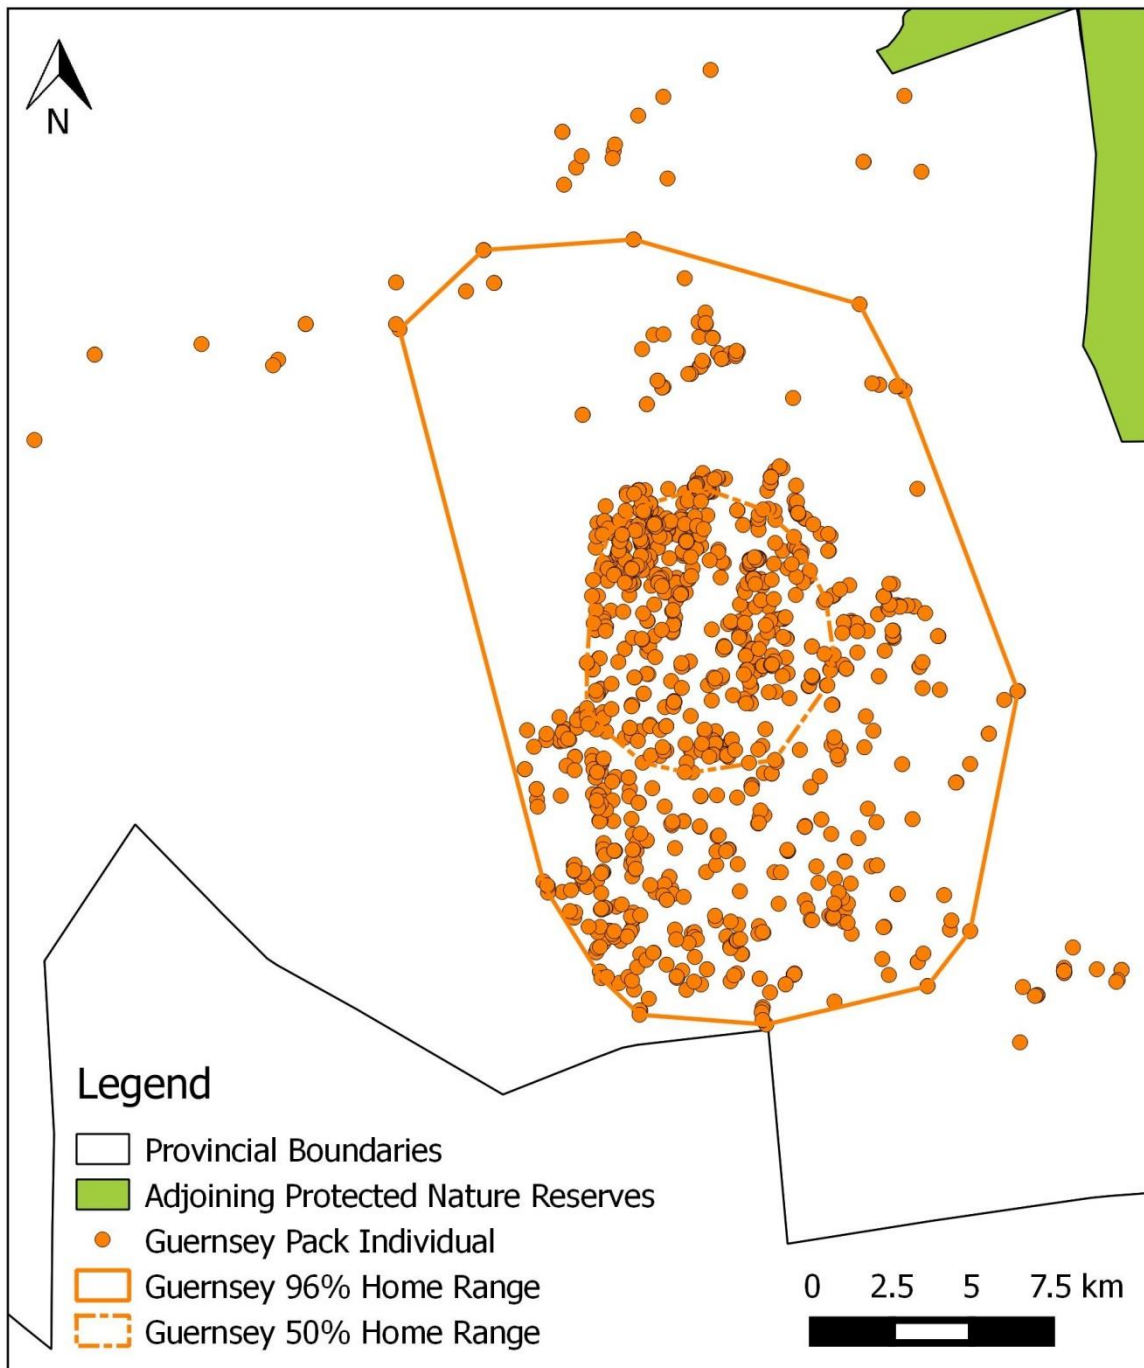 N
Legend
Provincial Boundaries
Adjoining Protected Nature Reserves
Guernsey Pack Individual
Guernsey 96% Home Range
Guernsey 50% Home Range
0 2.5 5 7.5 km